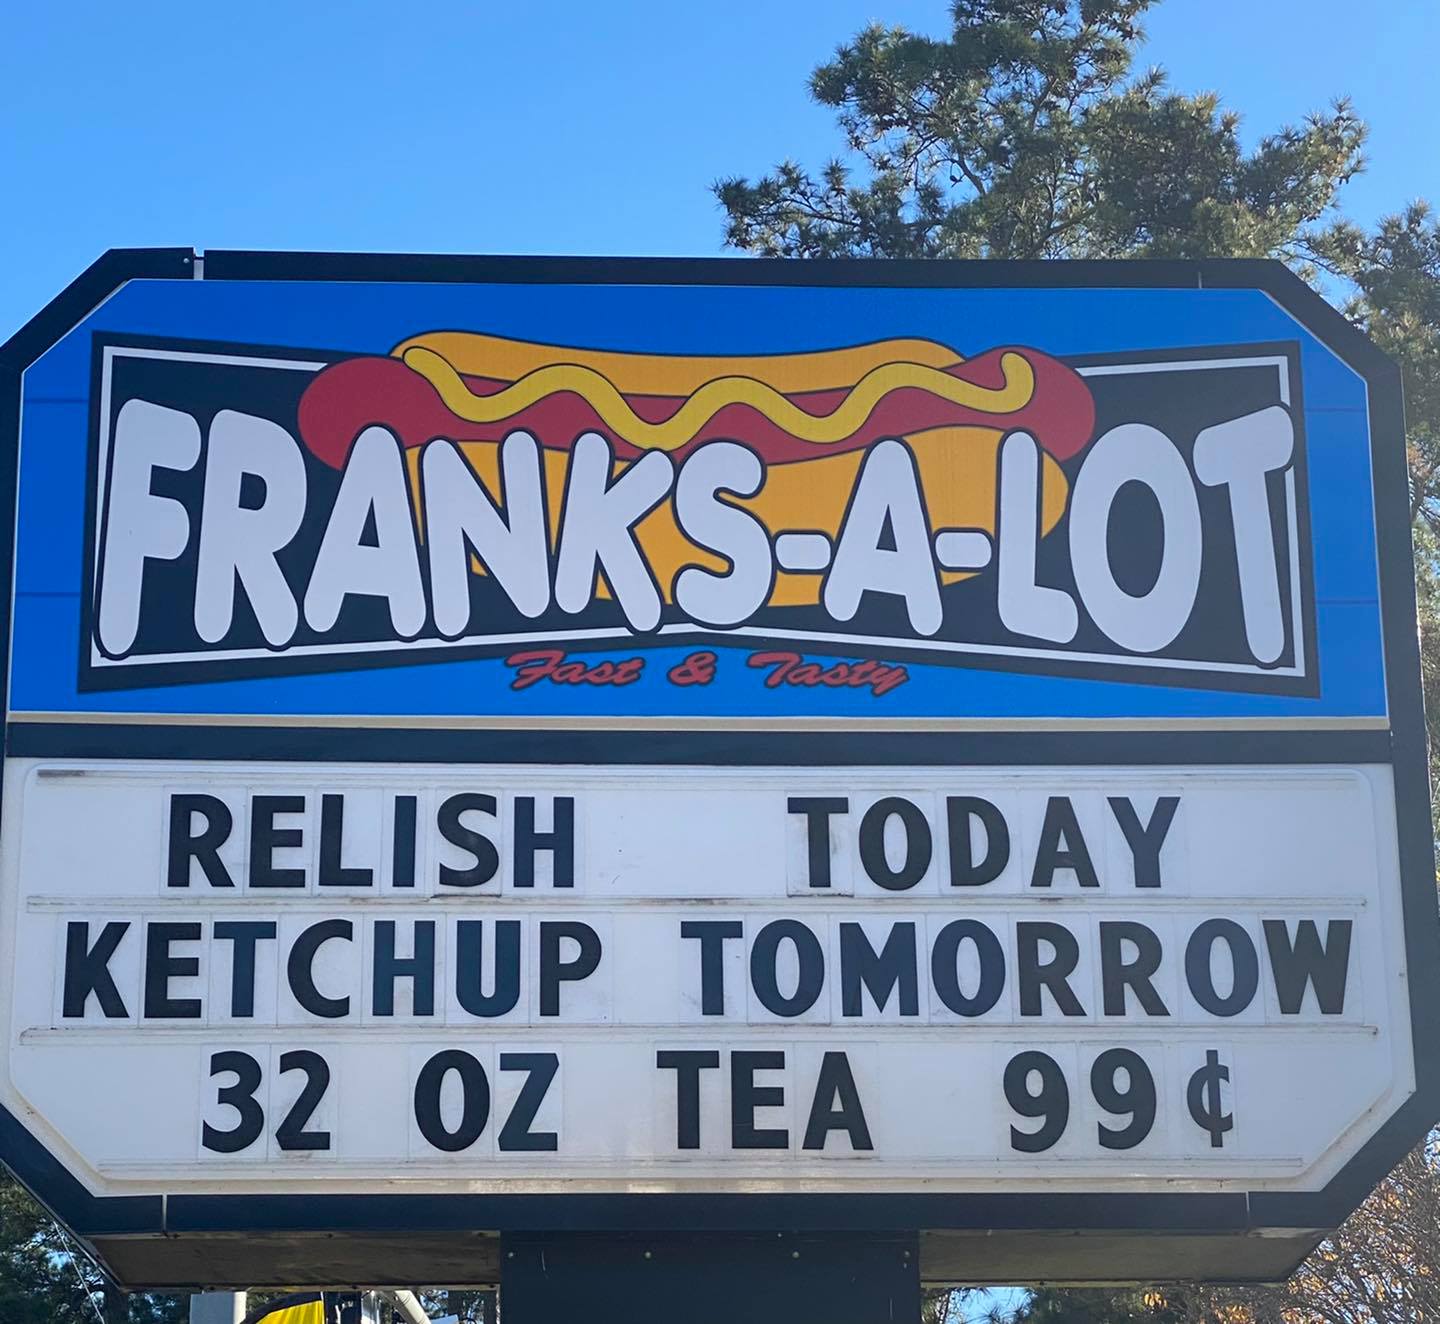 FRANKS-A-LOT
Fast & Tasty
RELISH TODAY
KETCHUP TOMORROW
32 OZ TEA 99¢